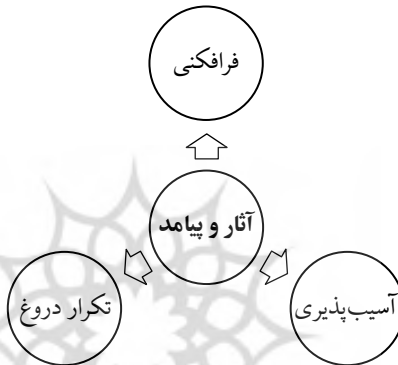 فرافکنی
آثار و پیامد
آسیب‌پذیری
تکرار دروغ